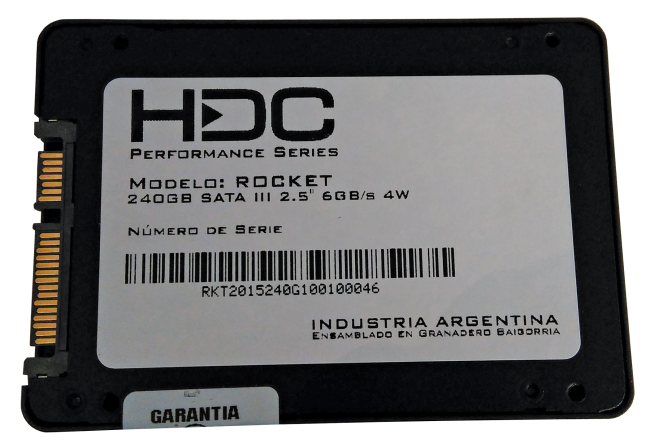 HDC
PERFORMANCE SERIES
MODELO: ROCKET
240GB SATA III 2.5" 6GB/s 4W
NÚMERO DE SERIE
RKT2015240G100100046
INDUSTRIA ARGENTINA
ENSAMBLADO EN GRANADERO BAIGORRIA
GARANTIA